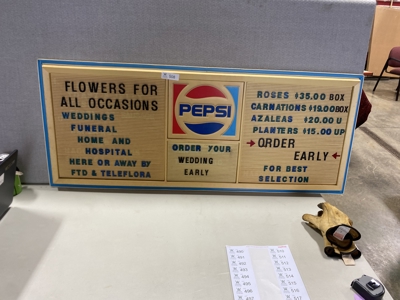 FLOWERS FOR
ALL OCCASIONS
WEDDINGS
FUNERAL
HOME AND
HOSPITAL
HERE OR AWAY BY
FTD & TELEFLORA
PEPSI
ORDER YOUR
WEDDING
EARLY
ROSES $35.00 BOX
CARNATIONS $19.00 BOX
AZALEAS $20.00 U
PLANTERS $15.00 UP
→ORDER
EARLY←
FOR BEST
SELECTION